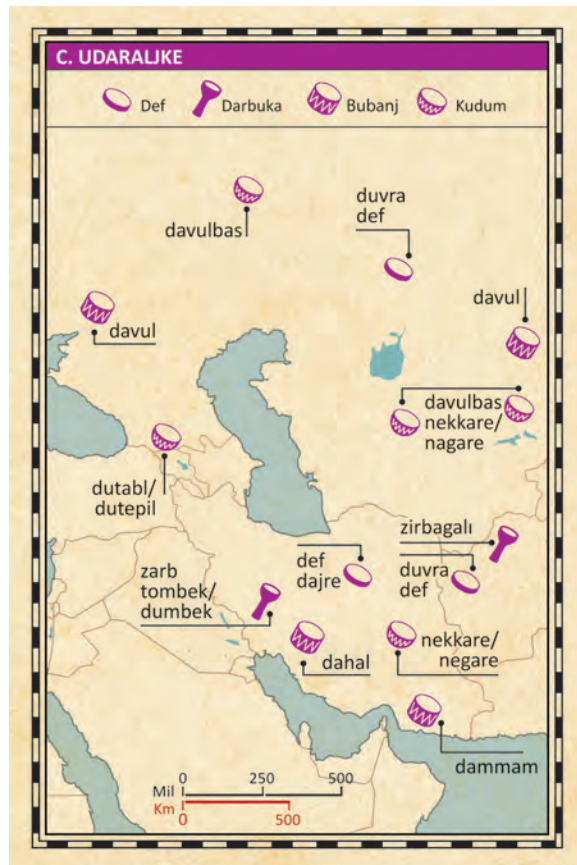 C. UDARALJKE
Def
Darbuka
Bubanj
Kudum
davulbas
duvra
def
davul
davul
davulbas
nekkare/
nagare
dutabl/
dutepil
zirbagalı
def
dajre
duvra
def
zarb
tombek/
dumbek
nekkare/
negare
dahal
dammam
0 250 500
Mil
Km
0 500